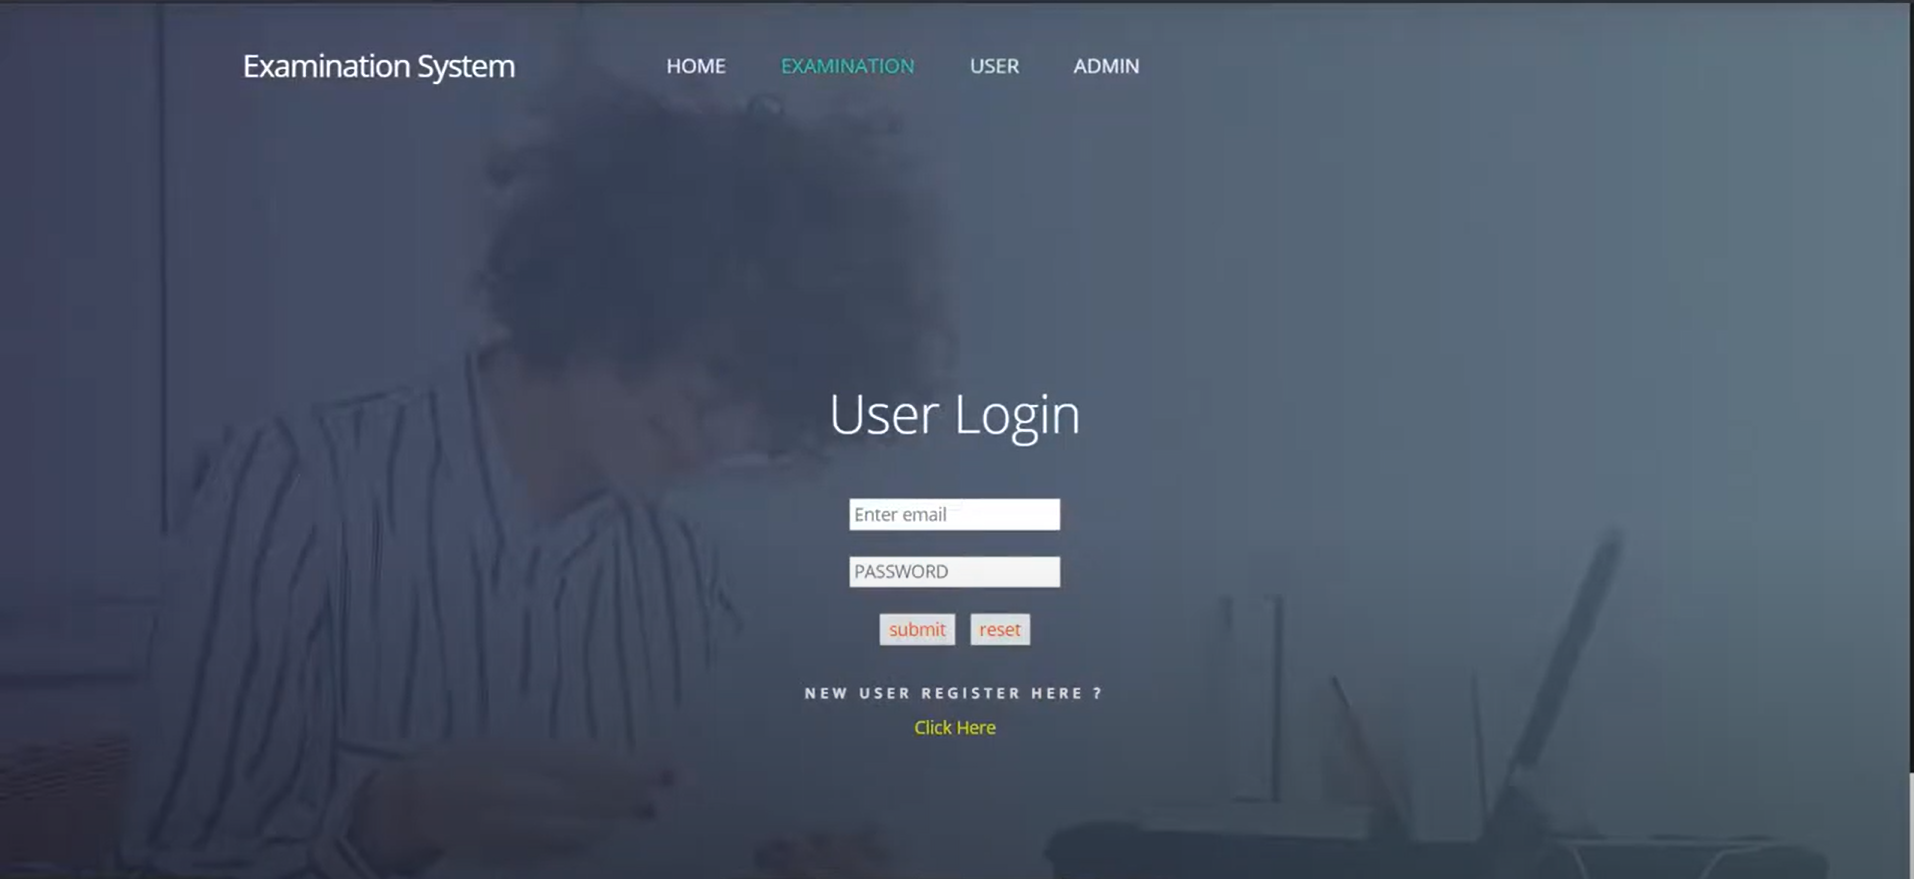 Examination System
HOME EXAMINATION USER ADMIN
User Login
Enter email
PASSWORD
submit reset
NEW USER REGISTER HERE ?
Click Here